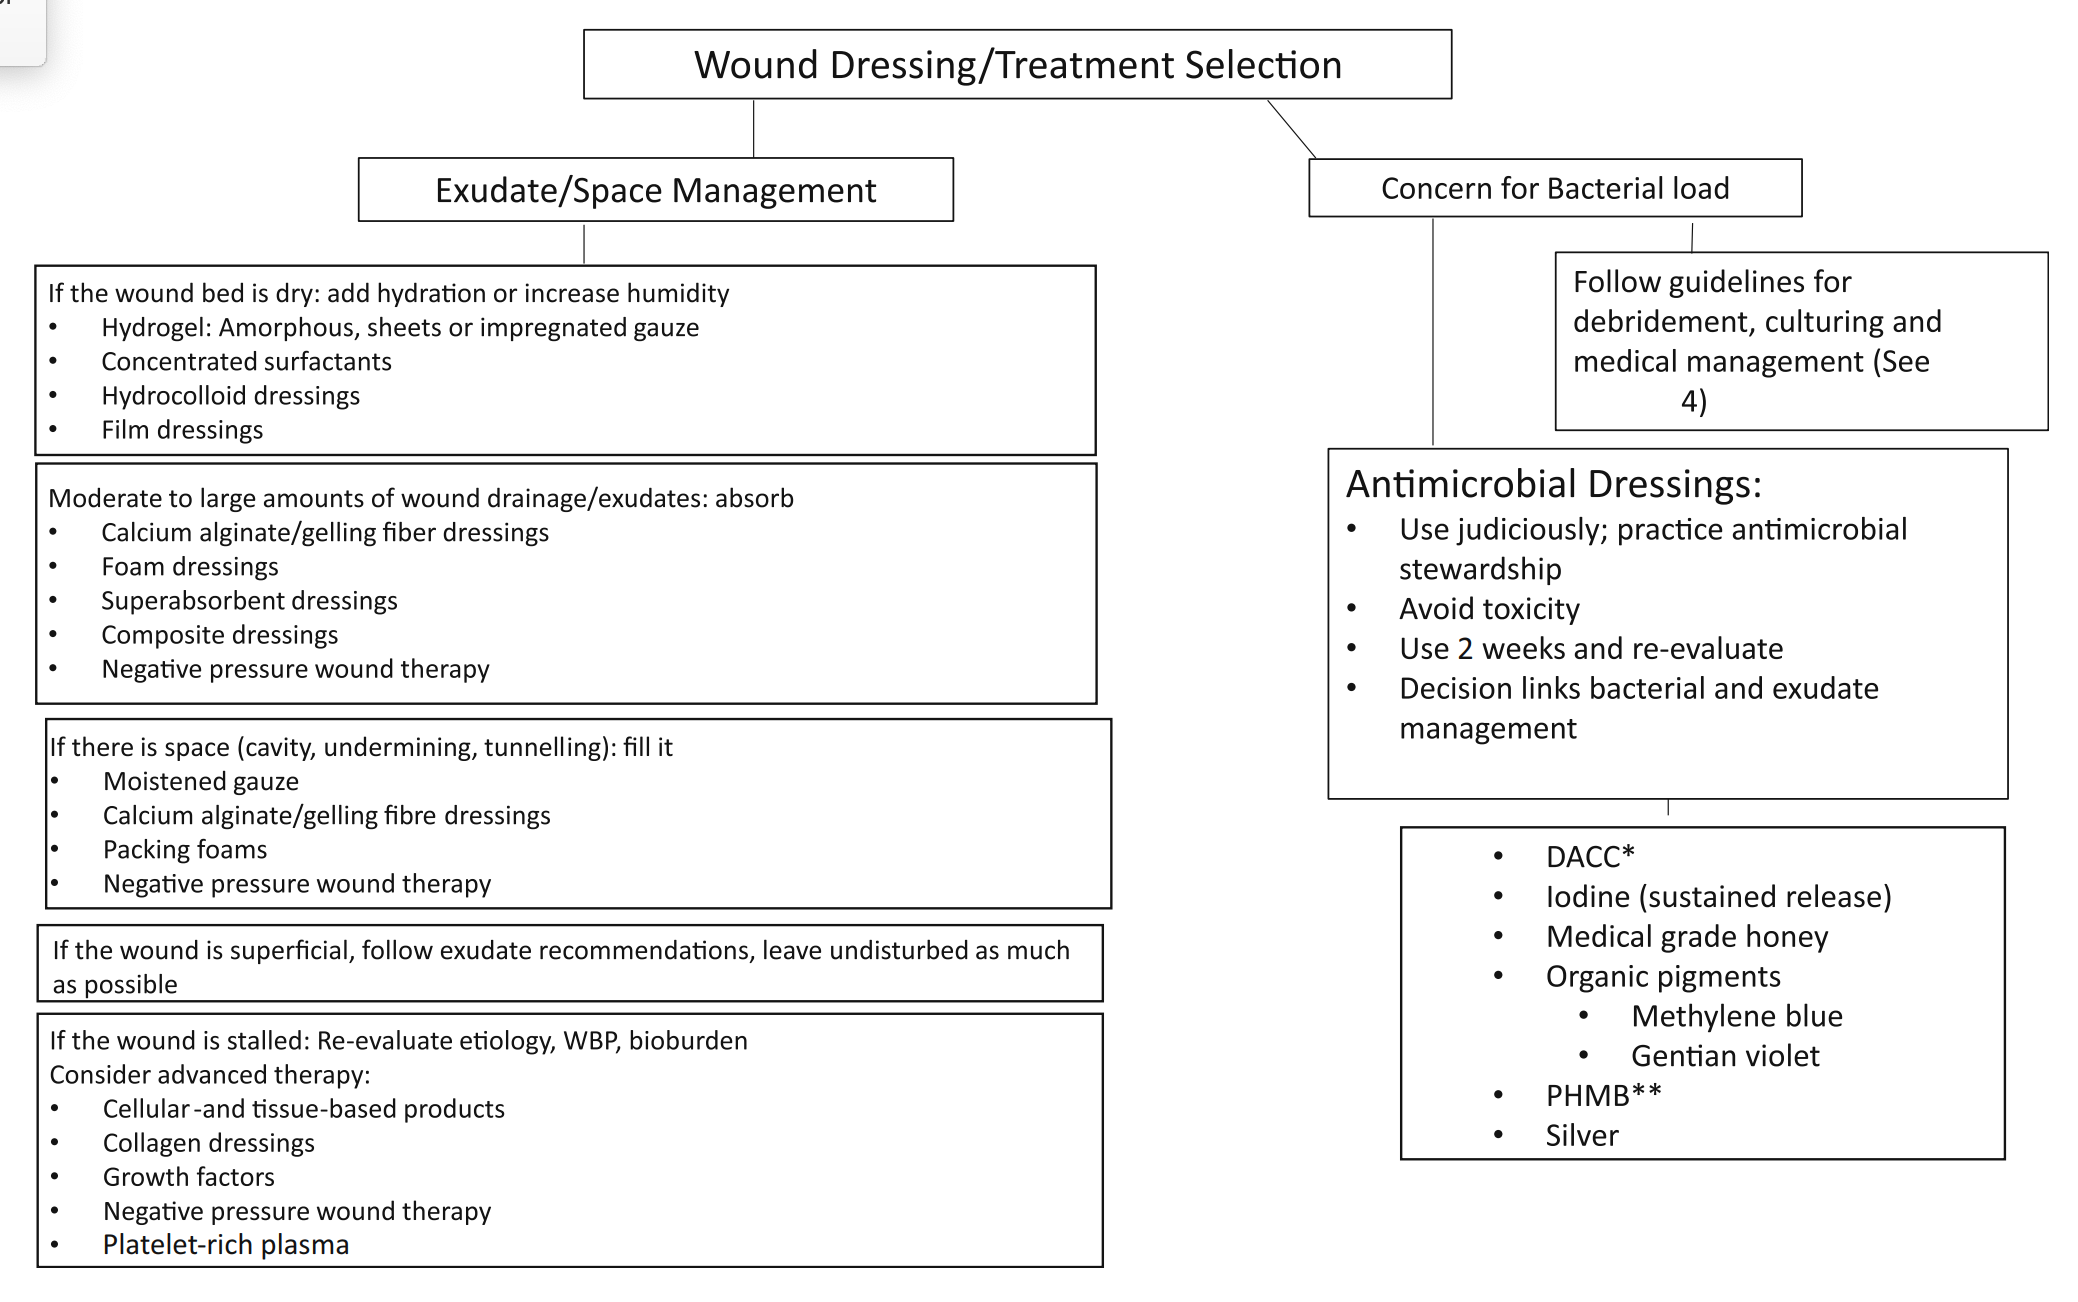 Wound Dressing/Treatment Selection
Exudate/Space Management
If the wound bed is dry: add hydration or increase humidity
• Hydrogel: Amorphous, sheets or impregnated gauze
• Concentrated surfactants
• Hydrocolloid dressings
• Film dressings
Moderate to large amounts of wound drainage/exudates: absorb
• Calcium alginate/gelling fiber dressings
• Foam dressings
• Superabsorbent dressings
• Composite dressings
• Negative pressure wound therapy
If there is space (cavity, undermining, tunnelling): fill it
• Moistened gauze
• Calcium alginate/gelling fibre dressings
• Packing foams
• Negative pressure wound therapy
If the wound is superficial, follow exudate recommendations, leave undisturbed as much
as possible
If the wound is stalled: Re-evaluate etiology, WBP, bioburden
Consider advanced therapy:
• Cellular-and tissue-based products
• Collagen dressings
• Growth factors
• Negative pressure wound therapy
• Platelet-rich plasma
Concern for Bacterial load
Follow guidelines for
debridement, culturing and
medical management (See
4)
Antimicrobial Dressings:
• Use judiciously; practice antimicrobial
stewardship
• Avoid toxicity
• Use 2 weeks and re-evaluate
• Decision links bacterial and exudate
management
• DACC*
• Iodine (sustained release)
• Medical grade honey
• Organic pigments
• Methylene blue
• Gentian violet
• PHMB**
• Silver